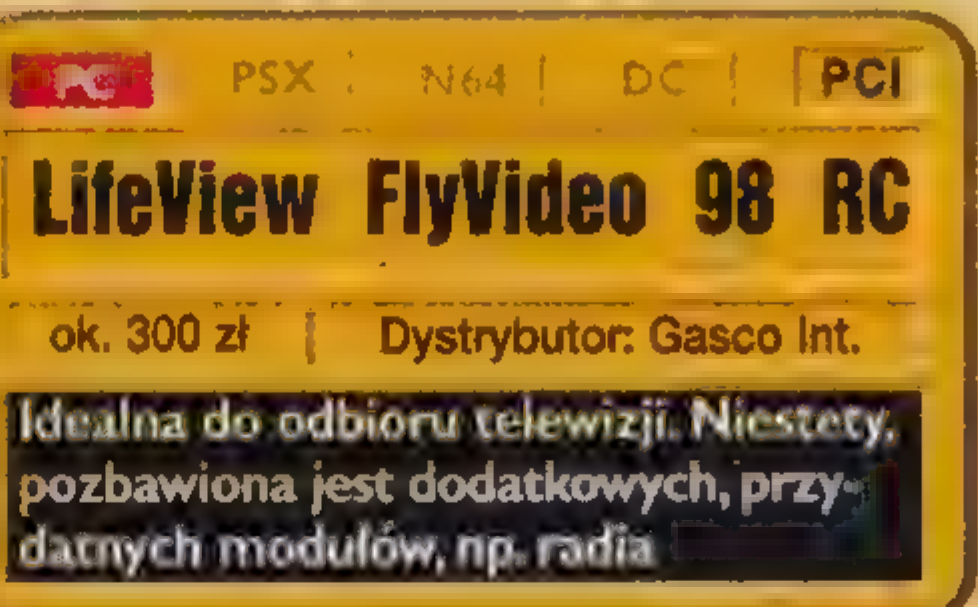 PC PSX N64 DC PCI
LifeView FlyVideo 98 RC
ok. 300 zł Dystrybutor: Gasco Int.
Idealna do odbioru telewizji. Niestety,
pozbawiona jest dodatkowych, przy-
datnych modułów, np. radia